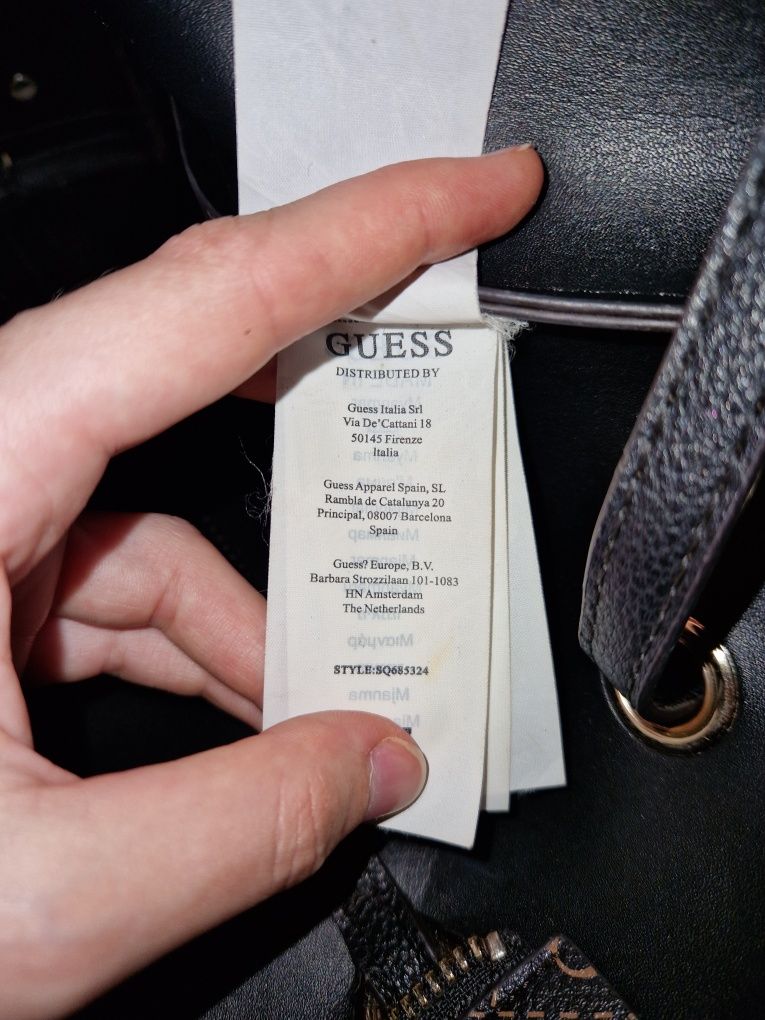 GUESS
DISTRIBUTED BY
Guess Italia Srl
Via De'Cattani 18
50145 Firenze
Italia
Guess Apparel Spain, SL
Rambla de Catalunya 20
Principal, 08007 Barcelona
Spain
Guess? Europe, B.V.
Barbara Strozzilaan 101-1083
HN Amsterdam
The Netherlands
STYLE:SQ685324